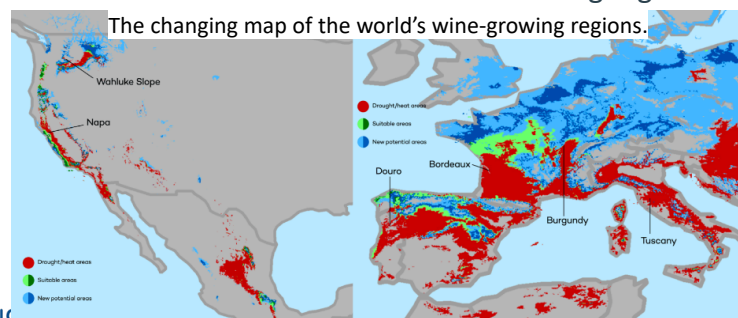 The changing map of the world's wine-growing regions.
Wahluke Slope
Napa
Drought/heat areas
Suitable areas
New potential areas
Drought/heat areas
Suitable areas
New potential areas
Bordeaux
Douro
Burgundy
Tuscany